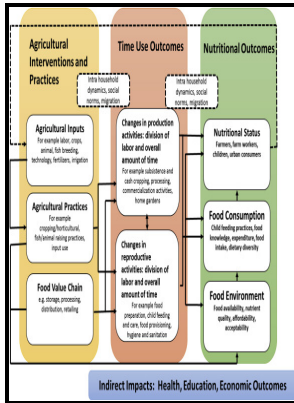 Agricultural
Interventions and
Practices
Time Use Outcomes
Nutritional Outcomes
Intra household
dynamics, social
norms, migration
Intra household
dynamics, social
norms, migration
Agricultural Inputs
For example labor, crops,
animal, fish breeding,
technology, fertilizers, irrigation
Agricultural Practices
For example
cropping/horticultural,
fish/animal raising practices,
input use
Food Value Chain
e.g. storage, processing,
distribution, retailing
Changes in production
activities: division of
labor and overall
amount of time
For example subsistence and
cash cropping, processing,
commercialization activities,
home gardens
Changes in
reproductive
activities: division of
labor and overall
amount of time
For example food
preparation, child feeding
and care, food provisioning,
hygiene and sanitation
Nutritional Status
Farmers, farm workers,
children, urban consumers
Food Consumption
Child feeding practices, food
knowledge, expenditure, food
intake, dietary diversity
Food Environment
Food availability, nutrient
quality, affordability,
acceptability
Indirect Impacts: Health, Education, Economic Outcomes